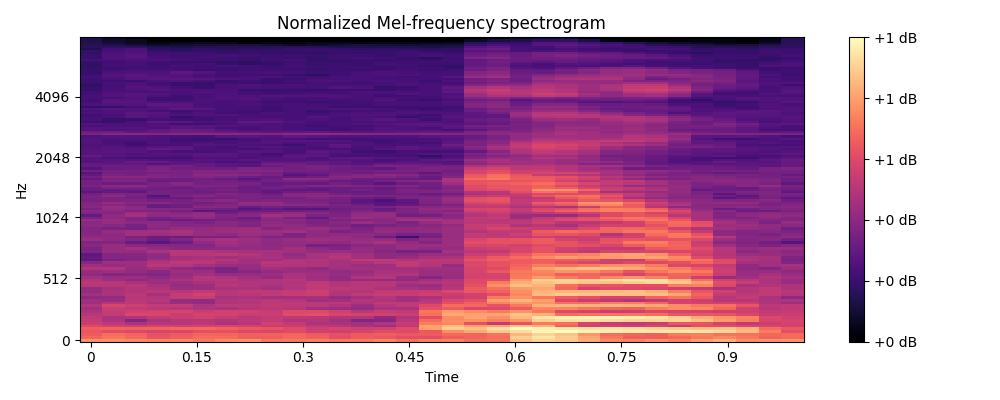 Normalized Mel-frequency spectrogram
Hz
4096
2048
1024
512
0
0 0.15 0.3 0.45 0.6 0.75 0.9
Time
+1 dB
+1 dB
+1 dB
+0 dB
+0 dB
+0 dB